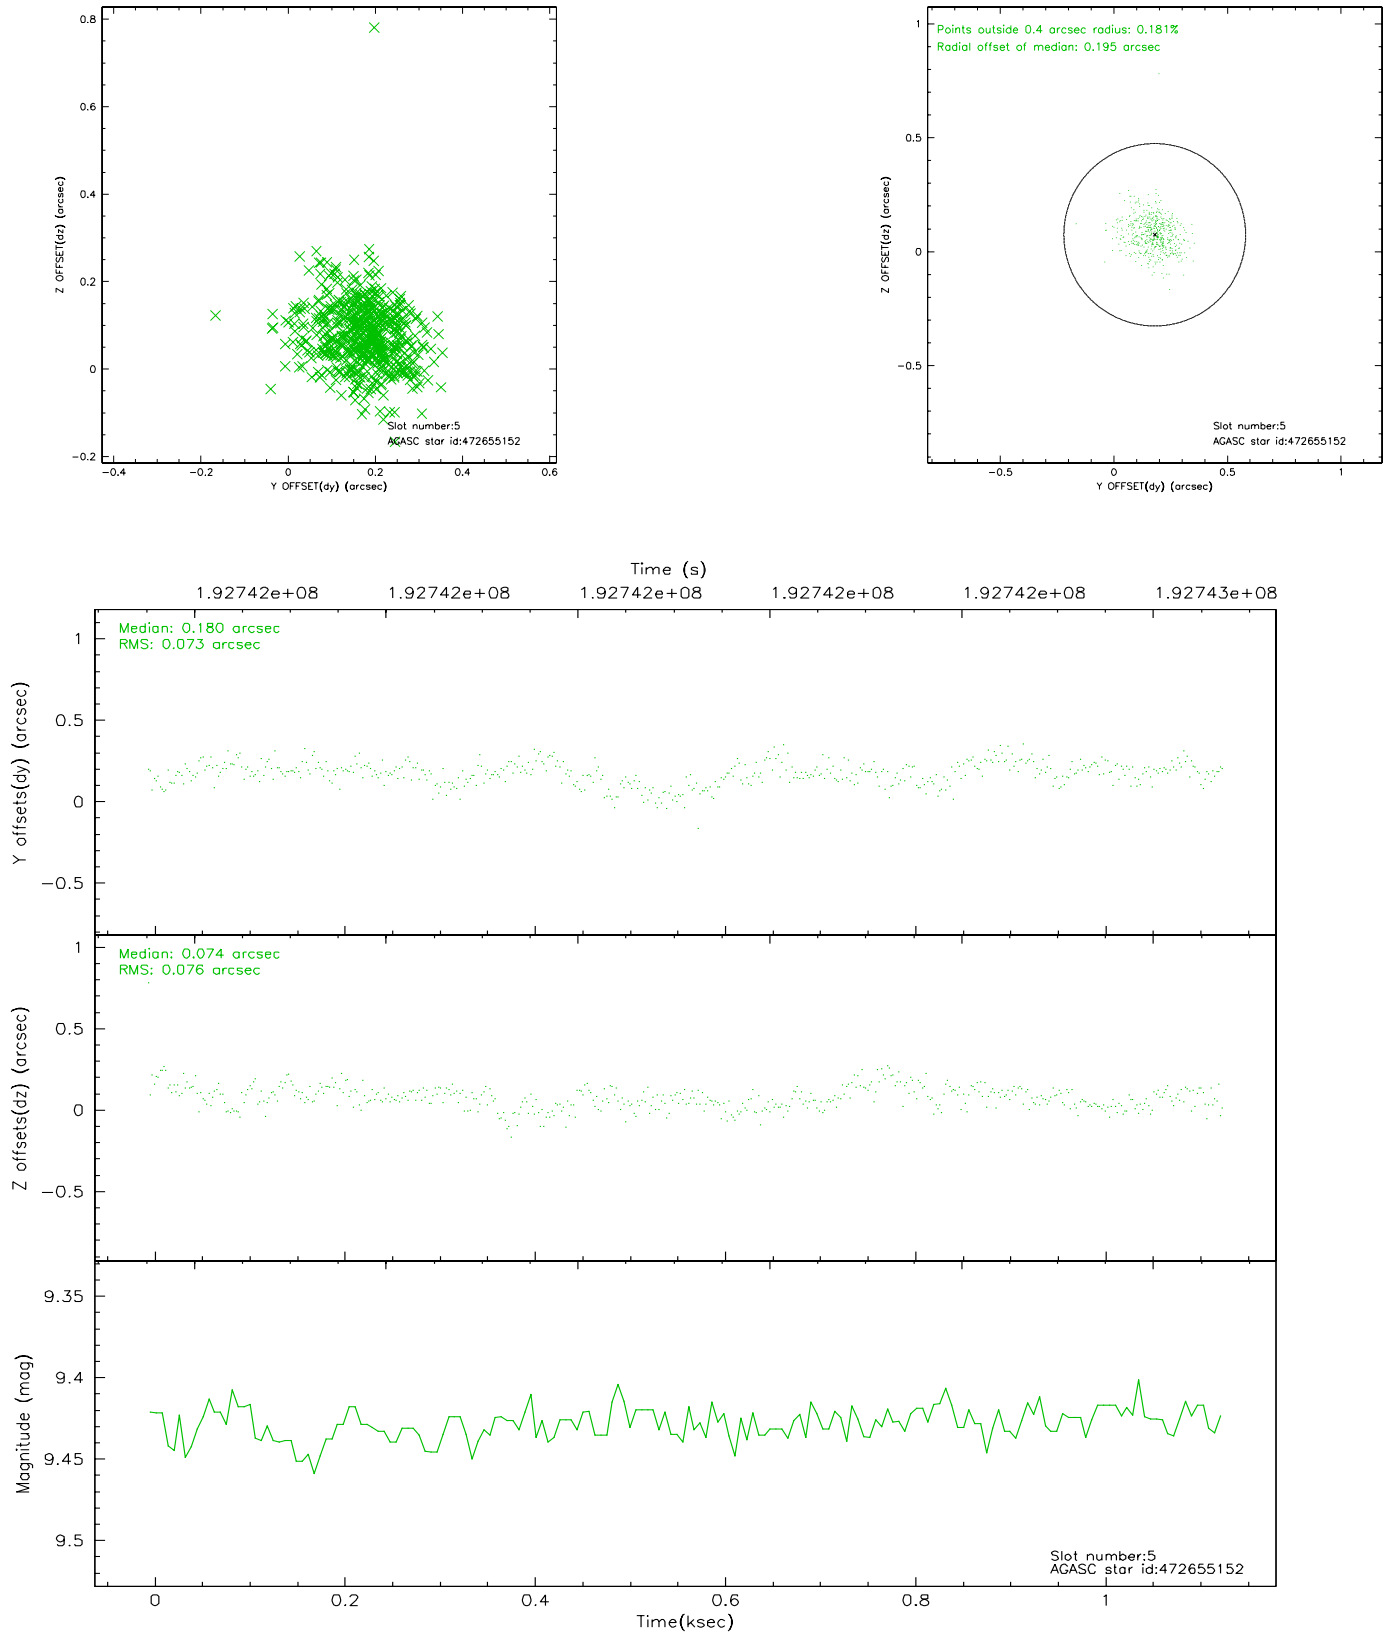 0.8
0.6
0.4
0.2
0
−0.2
−0.4
−0.2
0
0.2
0.4
0.6
Z OFFSET(dz) (arcsec)
Y OFFSET(dy) (arcsec)
Slot number:5
AGASC star id:472655152
Points outside 0.4 arcsec radius: 0.181%
Radial offset of median: 0.195 arcsec
1
0.5
0
−0.5
−0.5
0
0.5
1
Z OFFSET(dz) (arcsec)
Y OFFSET(dy) (arcsec)
Slot number:5
AGASC star id:472655152
Time (s)
1.92742e+08 1.92742e+08 1.92742e+08 1.92742e+08 1.92742e+08 1.92743e+08
Median: 0.180 arcsec
RMS: 0.073 arcsec
1
0.5
0
−0.5
Y offsets(dy) (arcsec)
Median: 0.074 arcsec
RMS: 0.076 arcsec
1
0.5
0
−0.5
Z offsets(dz) (arcsec)
9.35
9.4
9.45
9.5
Magnitude (mag)
Slot number:5
AGASC star id:472655152
0 0.2 0.4 0.6 0.8 1
Time(ksec)